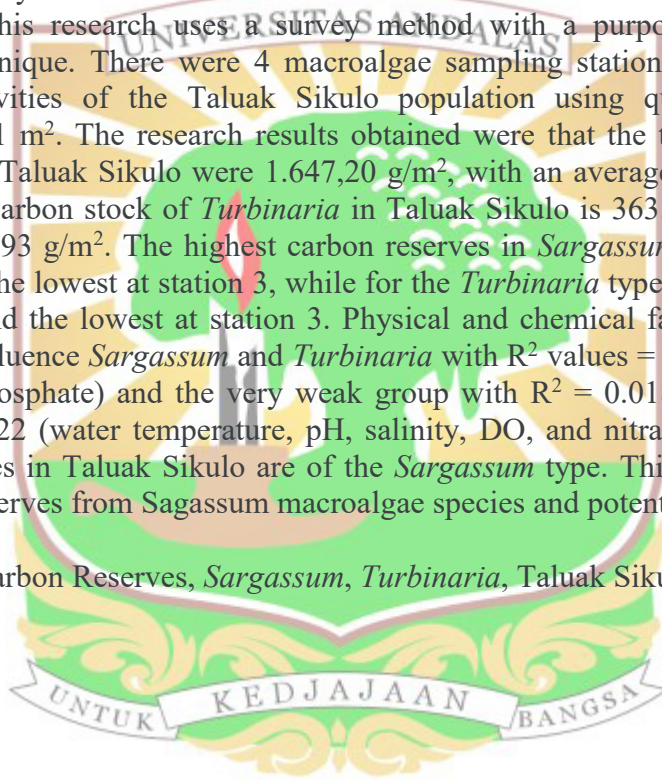 his research uses a survey method with a purpo
UNIVERSITAS ANDALAS
nique. There were 4 macroalgae sampling station
vities of the Taluak Sikulo population using q
m². The research results obtained were that the t
Taluak Sikulo were 1.647,20 g/m², with an average
arbon stock of Turbinaria in Taluak Sikulo is 363
93 g/m². The highest carbon reserves in Sargassum
he lowest at station 3, while for the Turbinaria type
d the lowest at station 3. Physical and chemical fa
luence Sargassum and Turbinaria with R² values =
osphate) and the very weak group with R² = 0.01
22 (water temperature, pH, salinity, DO, and nitra
es in Taluak Sikulo are of the Sargassum type. Thi
erves from Sagassum macroalgae species and potent
arbon Reserves, Sargassum, Turbinaria, Taluak Siku
UNTUK KEDJAJAAN BANGSA